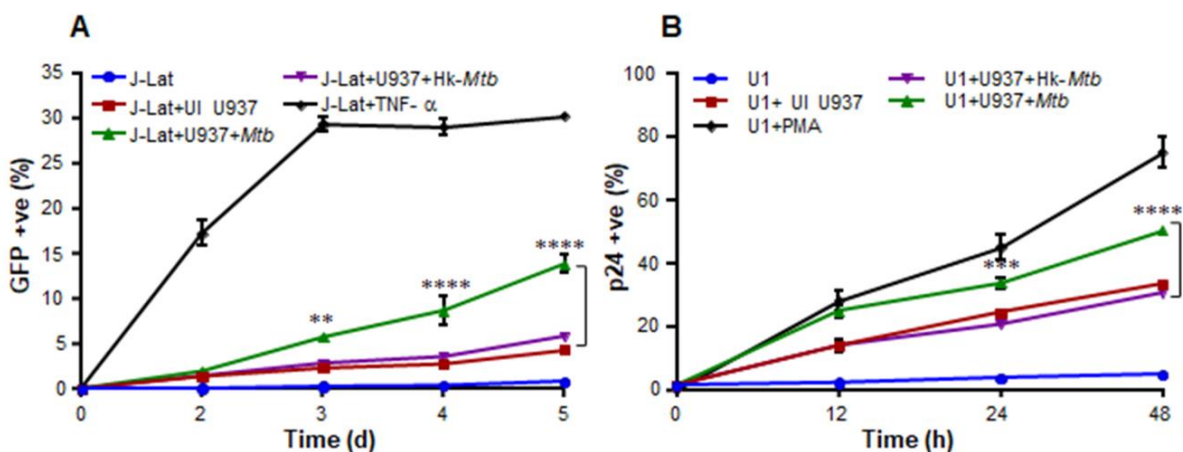 A
J-Lat
J-Lat+UI U937
J-Lat+U937+Mtb
J-Lat+U937+Hk-Mtb
J-Lat+TNF- α
GFP +ve (%)
35
30
25
20
15
10
5
0
**
****
****
0 2 3 4 5
Time (d)
B
U1
U1+ UI U937
U1+PMA
U1+U937+Hk-Mtb
U1+U937+Mtb
p24 +ve (%)
100
80
60
40
20
0
***
****
0 12 24 48
Time (h)